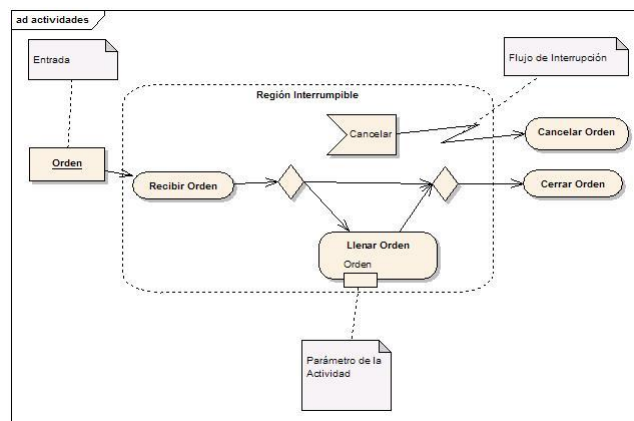 ad actividades
Entrada
Flujo de Interrupción
Región Interrumpible
Cancelar
Cancelar Orden
Orden
Recibir Orden
Cerrar Orden
Llenar Orden
Orden
Parámetro de la
Actividad